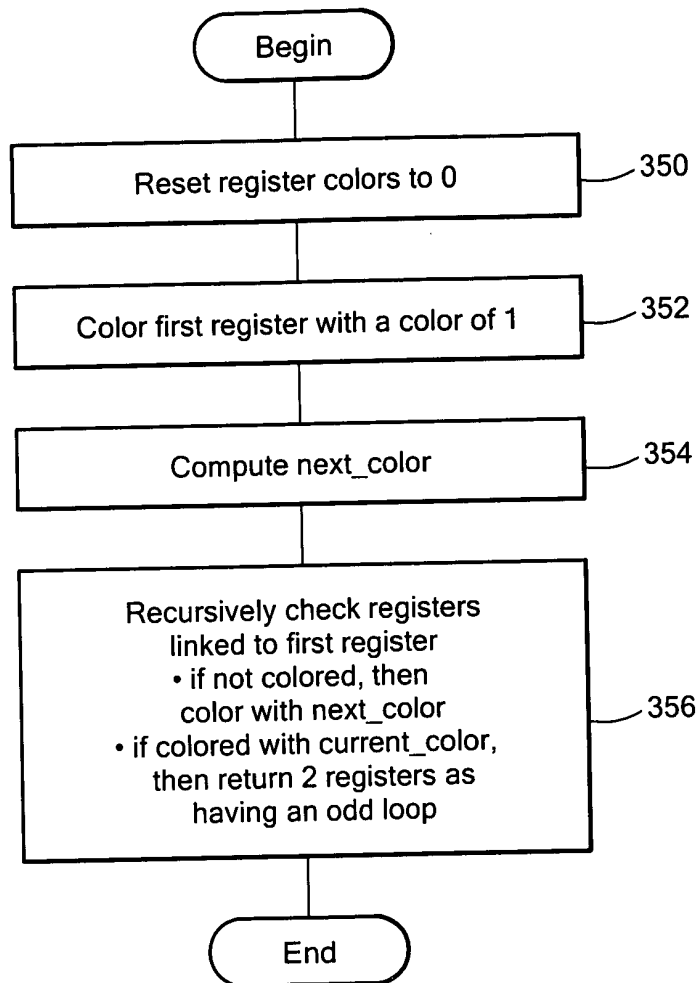 Begin
Reset register colors to 0
350
Color first register with a color of 1
352
Compute next_color
354
Recursively check registers
linked to first register
• if not colored, then
color with next_color
• if colored with current_color,
then return 2 registers as
having an odd loop
356
End